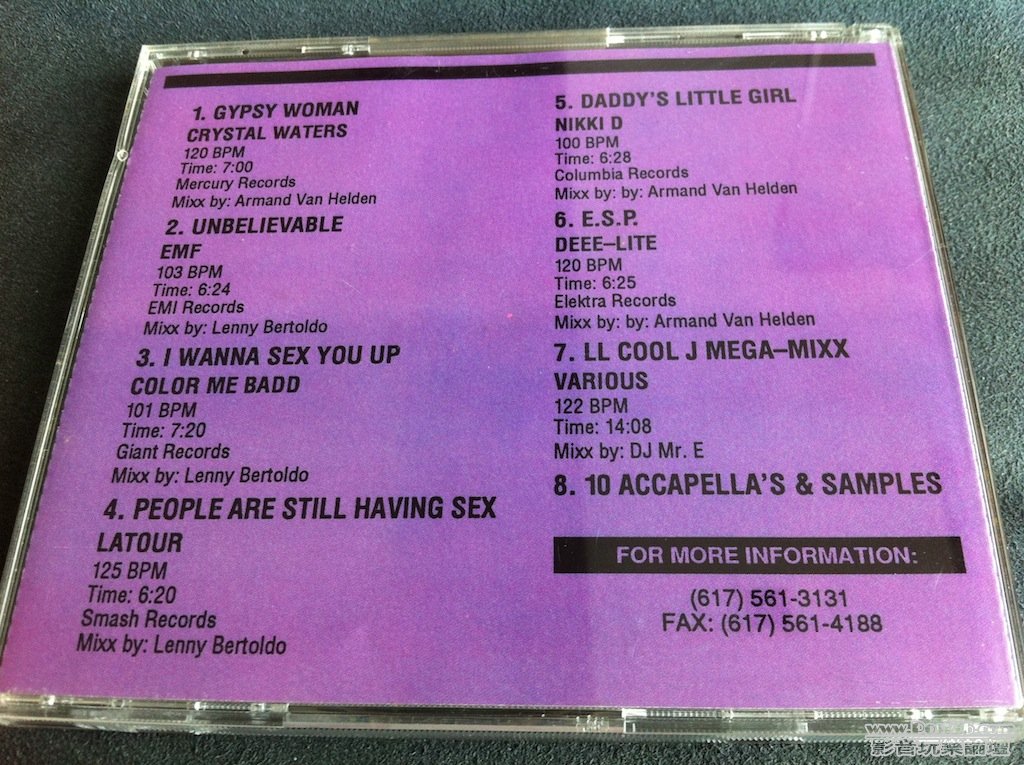 1. GYPSY WOMAN
CRYSTAL WATERS
120 BPM
Time: 7:00
Mercury Records
Mixx by: Armand Van Helden
2. UNBELIEVABLE
EMF
103 BPM
Time: 6:24
EMI Records
Mixx by: Lenny Bertoldo
3. I WANNA SEX YOU UP
COLOR ME BADD
101 BPM
Time: 7:20
Giant Records
Mixx by: Lenny Bertoldo
4. PEOPLE ARE STILL HAVING SEX
LATOUR
125 BPM
Time: 6:20
Smash Records
Mixx by: Lenny Bertoldo
5. DADDY'S LITTLE GIRL
NIKKI D
100 BPM
Time: 6:28
Columbia Records
Mixx by: by: Armand Van Helden
6. E.S.P.
DEEE–LITE
120 BPM
Time: 6:25
Elektra Records
Mixx by: by: Armand Van Helden
7. LL COOL J MEGA–MIXX
VARIOUS
122 BPM
Time: 14:08
Mixx by: DJ Mr. E
8. 10 ACCAPELLA'S & SAMPLES
FOR MORE INFORMATION:
(617) 561-3131
FAX: (617) 561-4188
影音玩樂論壇